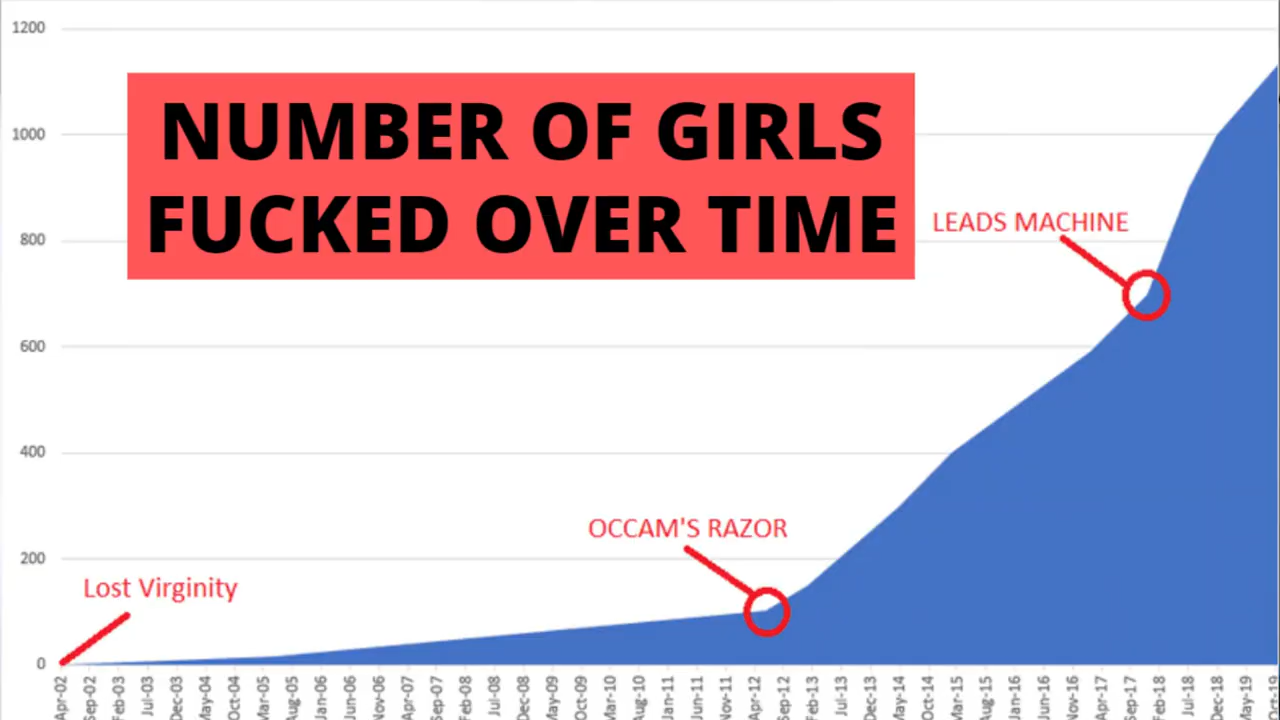 1200
NUMBER OF GIRLS
FUCKED OVER TIME
1000
LEADS MACHINE
800
600
400
OCCAM'S RAZOR
200
Lost Virginity
0
Apr-02
Sep-02
Feb-03
Jul-03
Dec-03
May-04
Oct-04
Mar-05
Aug-05
Jan-06
Jun-06
Nov-06
Apr-07
Sep-07
Feb-08
Jul-08
Dec-08
May-09
Oct-09
Mar-10
Aug-10
Jan-11
Jun-11
Nov-11
Apr-12
Sep-12
Feb-13
Jul-13
Dec-13
May-14
Oct-14
Mar-15
Aug-15
Jan-16
Jun-16
Nov-16
Apr-17
Sep-17
Feb-18
Jul-18
Dec-18
May-19
Oct-19